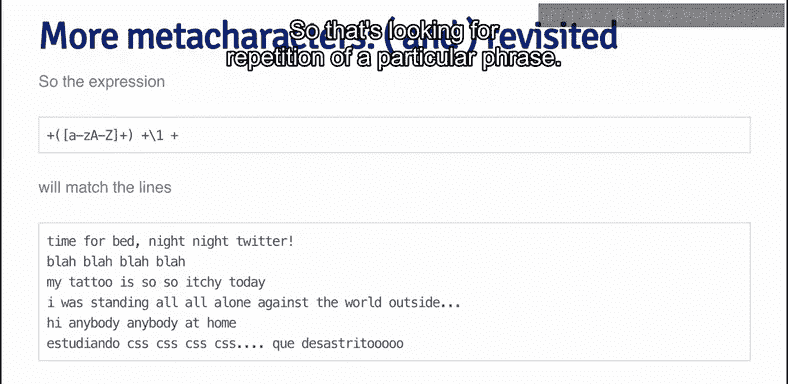 More metacharacters: ( and ) revisited
So that's looking for
repetition of a particular phrase.
So the expression
+([a-zA-Z]+) +\1 +
will match the lines
time for bed, night night twitter!
blah blah blah blah
my tattoo is so so itchy today
i was standing all all alone against the world outside...
hi anybody anybody at home
estudiando css css css css.... que desastritooooo